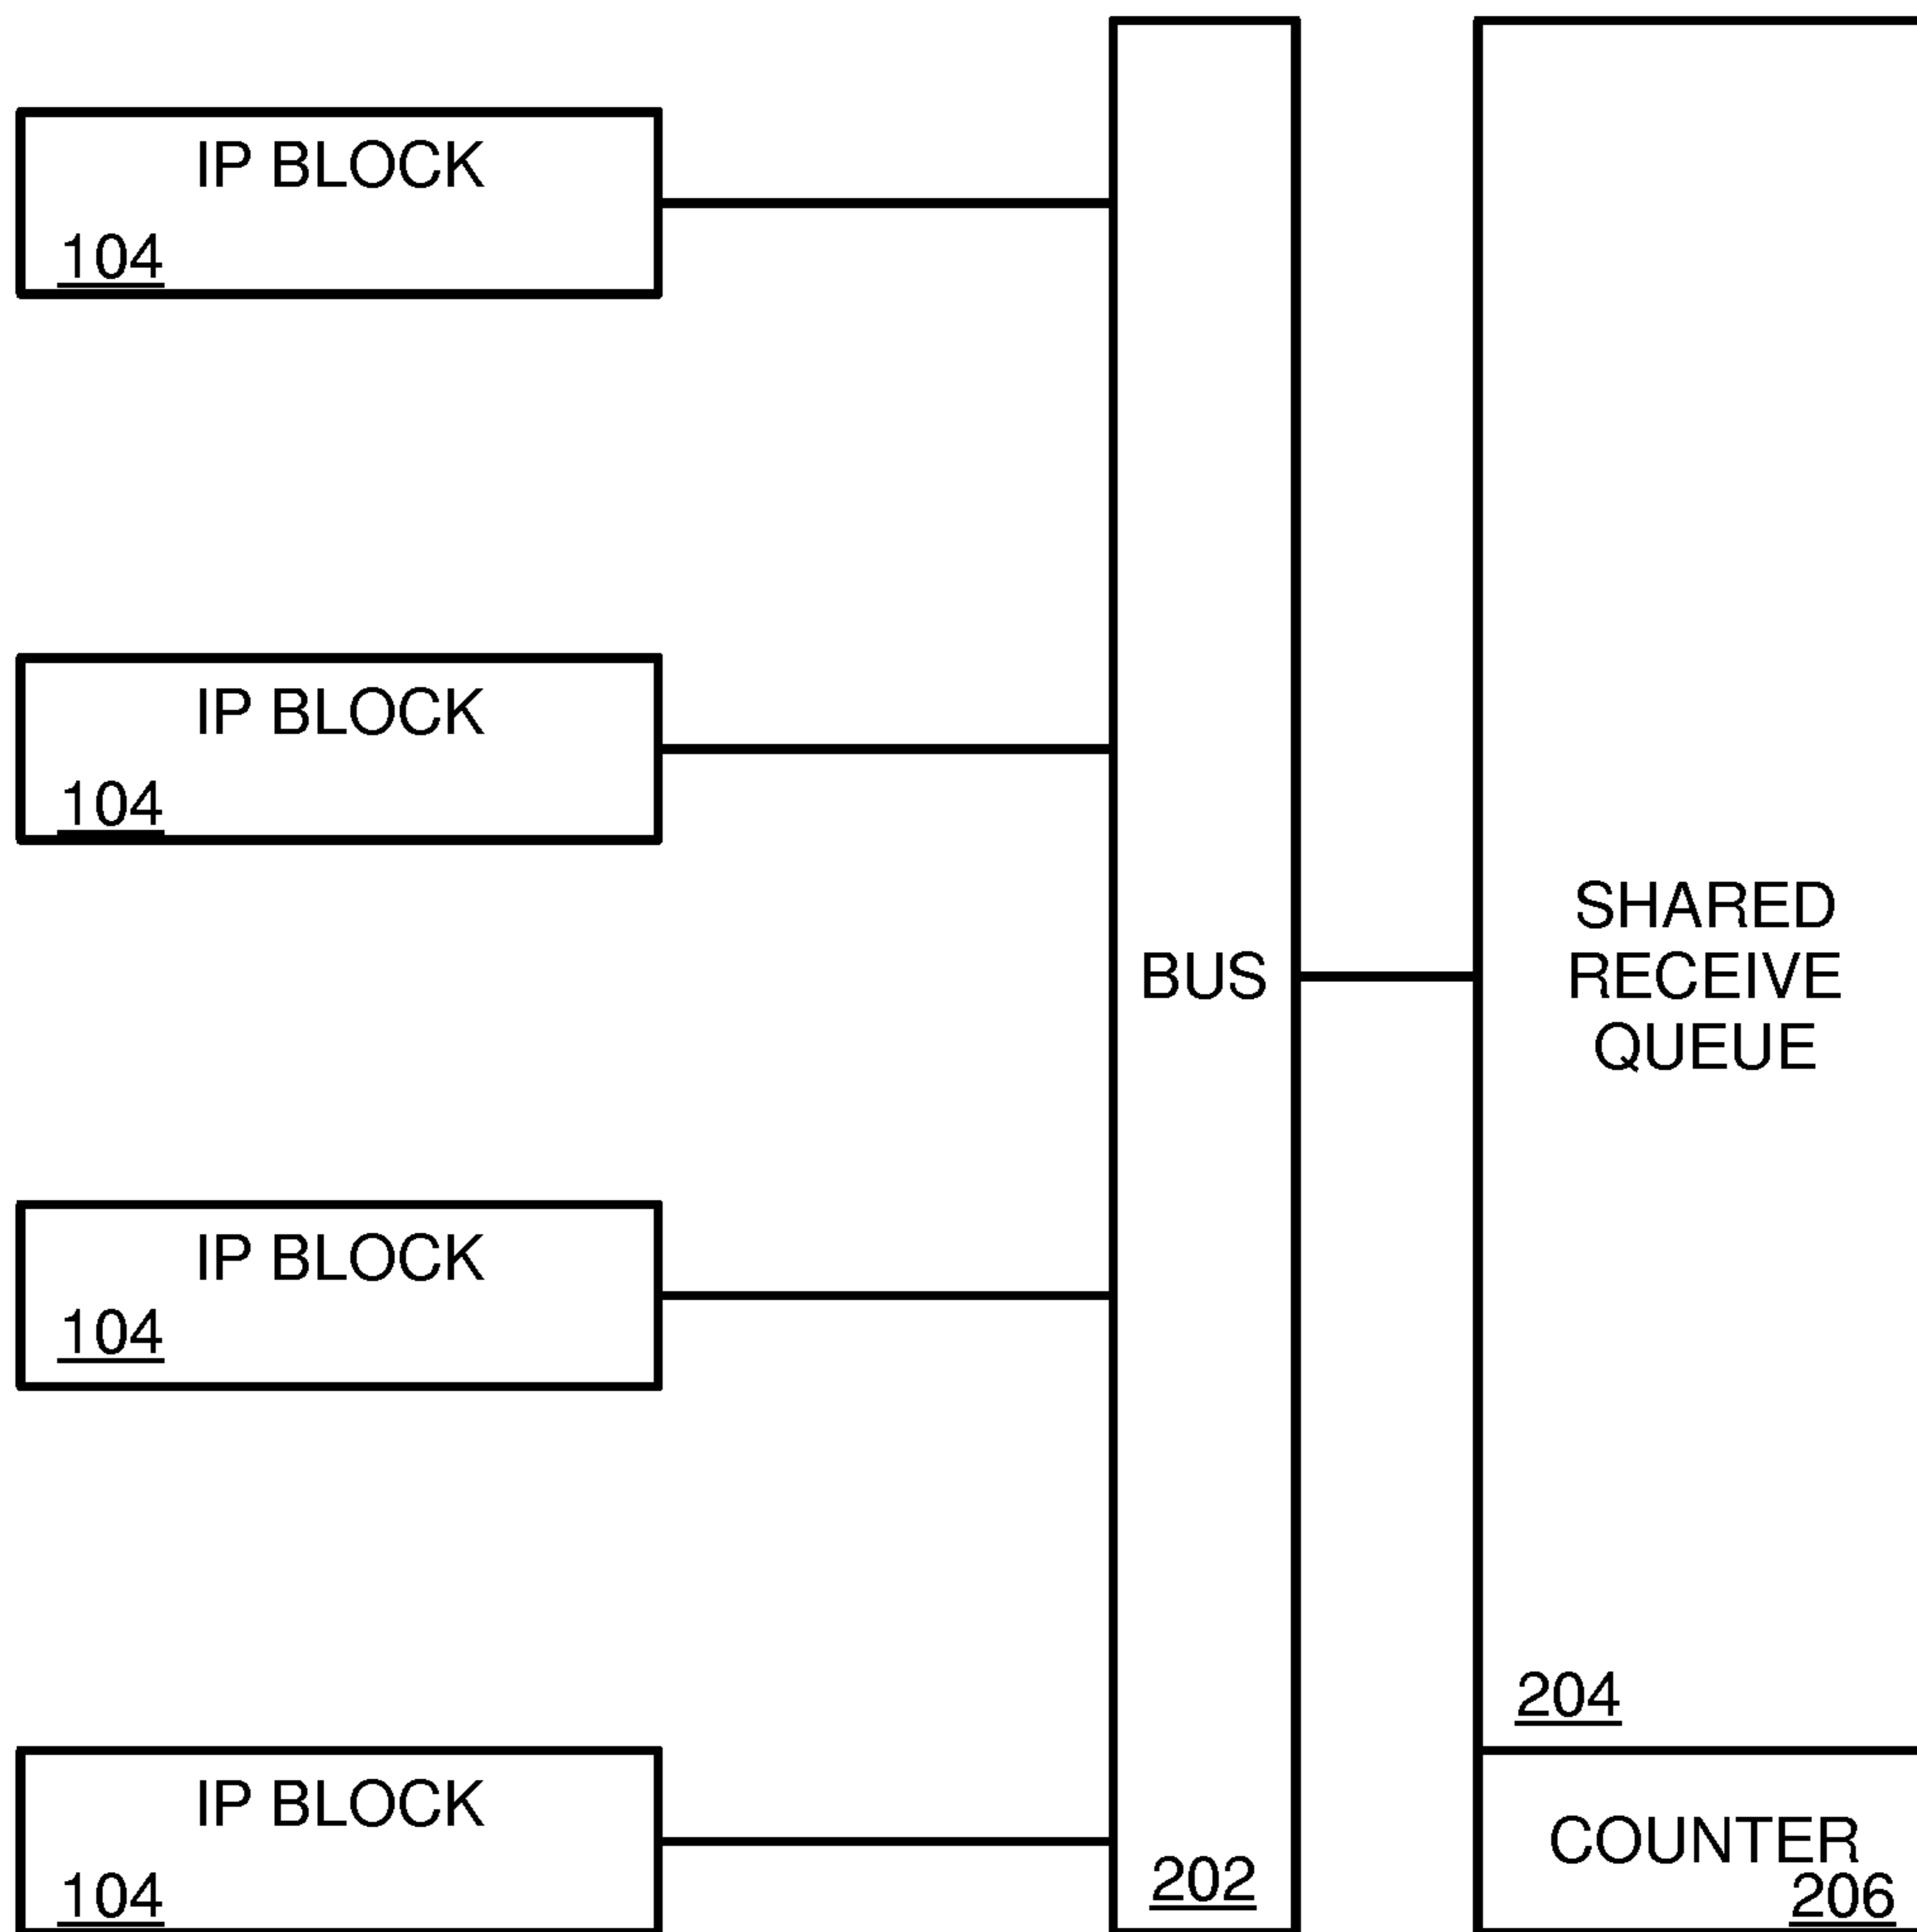 IP BLOCK
104
IP BLOCK
104
IP BLOCK
104
IP BLOCK
104
BUS
202
SHARED
RECEIVE
QUEUE
204
COUNTER
206